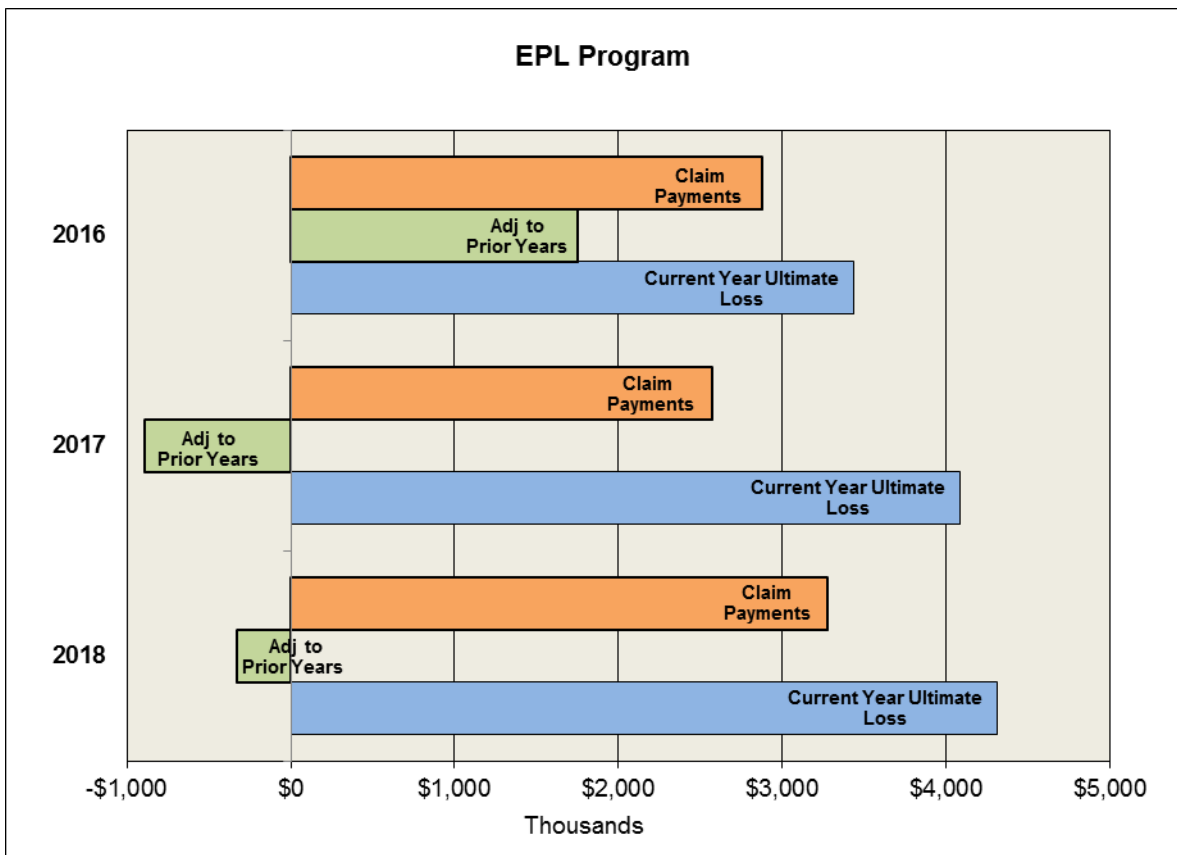 EPL Program
Claim
Payments
2016
Adj to
Prior Years
Current Year Ultimate
Loss
Claim
Payments
2017
Adj to
Prior Years
Current Year Ultimate
Loss
Claim
Payments
2018
Adj to
Prior Years
Current Year Ultimate
Loss
-$1,000 $0 $1,000 $2,000 $3,000 $4,000 $5,000
Thousands